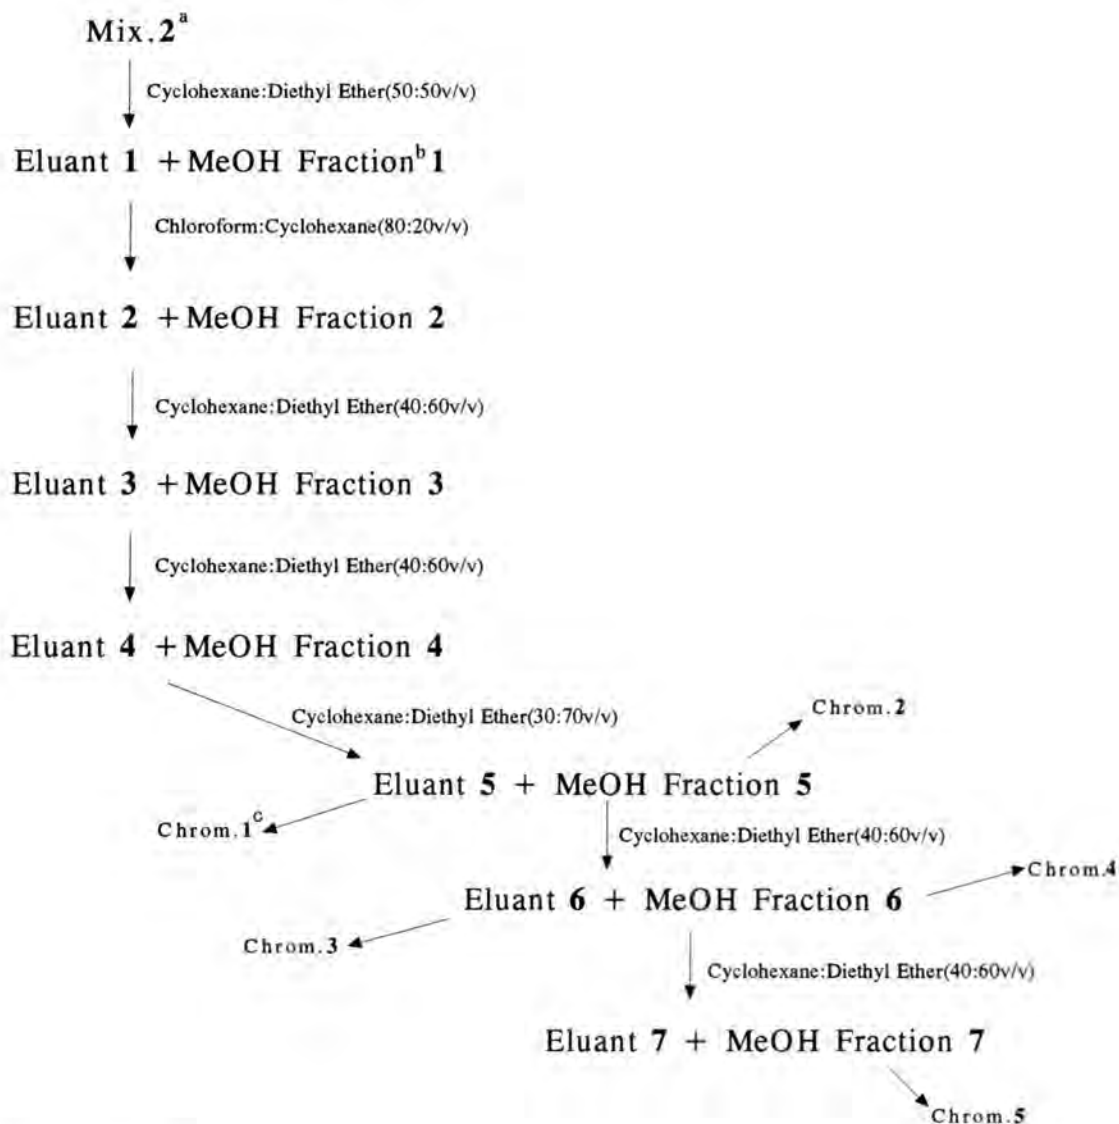 Mix.2ᵃ
Cyclohexane:Diethyl Ether(50:50v/v)
Eluant 1 +MeOH Fractionᵇ 1
Chloroform:Cyclohexane(80:20v/v)
Eluant 2 +MeOH Fraction 2
Cyclohexane:Diethyl Ether(40:60v/v)
Eluant 3 +MeOH Fraction 3
Cyclohexane:Diethyl Ether(40:60v/v)
Eluant 4 +MeOH Fraction 4
Cyclohexane:Diethyl Ether(30:70v/v)
Chrom.2
Eluant 5 + MeOH Fraction 5
Chrom.1ᶜ
Cyclohexane:Diethyl Ether(40:60v/v)
Chrom.4
Eluant 6 + MeOH Fraction 6
Chrom.3
Cyclohexane:Diethyl Ether(40:60v/v)
Eluant 7 + MeOH Fraction 7
Chrom.5